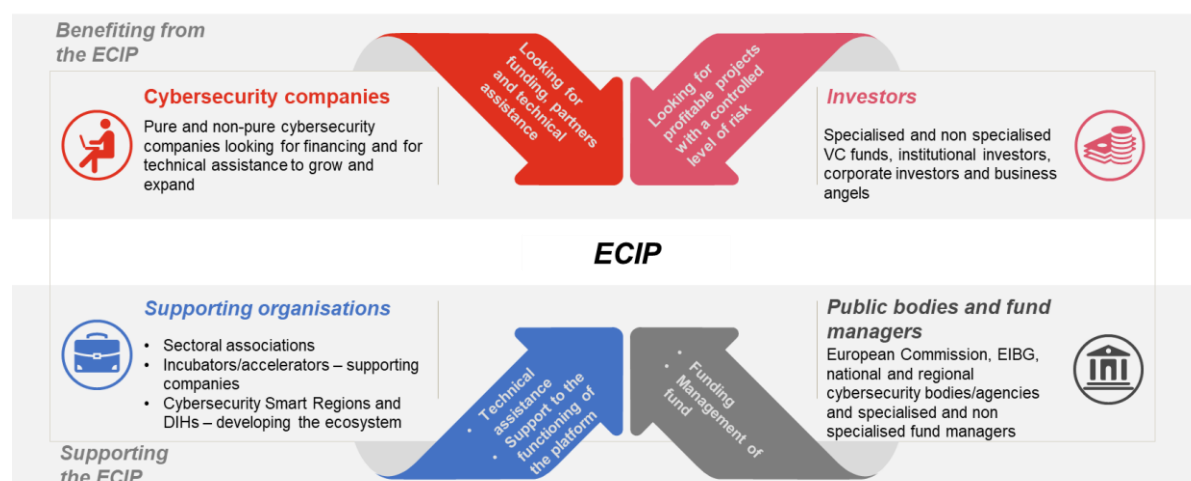 Benefiting from
the ECIP
Cybersecurity companies
Pure and non-pure cybersecurity
companies looking for financing and for
technical assistance to grow and
expand
Looking for
funding, partners
and technical
assistance
Looking for
profitable projects
with a controlled
level of risk
Investors
Specialised and non specialised
VC funds, institutional investors,
corporate investors and business
angels
ECIP
Supporting organisations
• Sectoral associations
• Incubators/accelerators – supporting
companies
• Cybersecurity Smart Regions and
DIHs – developing the ecosystem
• Technical
assistance
• Support to the
functioning of
the platform
• Funding
• Management of
fund
Public bodies and fund
managers
European Commission, EIBG,
national and regional
cybersecurity bodies/agencies
and specialised and non
specialised fund managers
Supporting
the ECIP